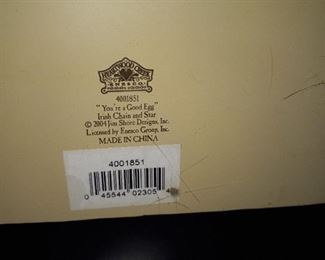 HEARTWOOD CREEK
ENESCO
4001851
"You're a Good Egg"
Irish Chain and Star
© 2004 Jim Shore Designs, Inc.
Licensed by Enesco Group, Inc.
MADE IN CHINA
4001851
0 45544 02305